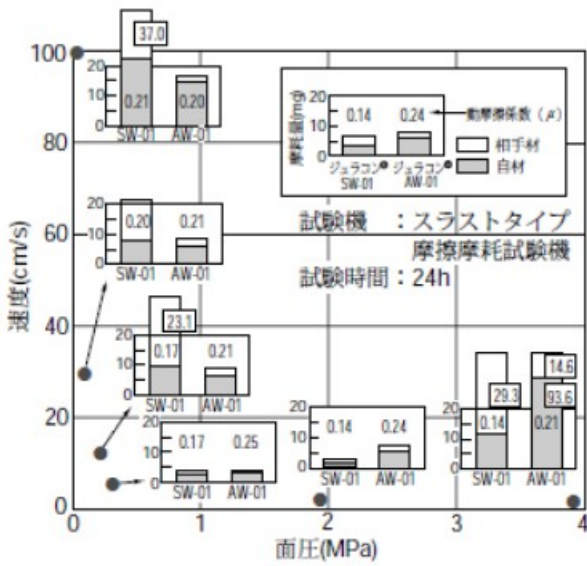 速度(cm/s)
100
80
60
40
20
0
0 1 2 3 4
面圧(MPa)
37.0
20
10
0
0.21 0.20
SW-01 AW-01
20
10
0
0.20 0.21
SW-01 AW-01
23.1
20
10
0
0.17 0.21
SW-01 AW-01
20
10
0
0.17 0.25
SW-01 AW-01
20
10
0
0.14 0.24
SW-01 AW-01
14.6
29.3 93.6
20
10
0
0.14 0.21
SW-01 AW-01
摩耗量(mg)
20
10
0
0.14 0.24 動摩擦係数(μ)
相手材
自材
ジュラコン® ジュラコン®
SW-01 AW-01
試験機 :スラストタイプ
摩擦摩耗試験機
試験時間:24h